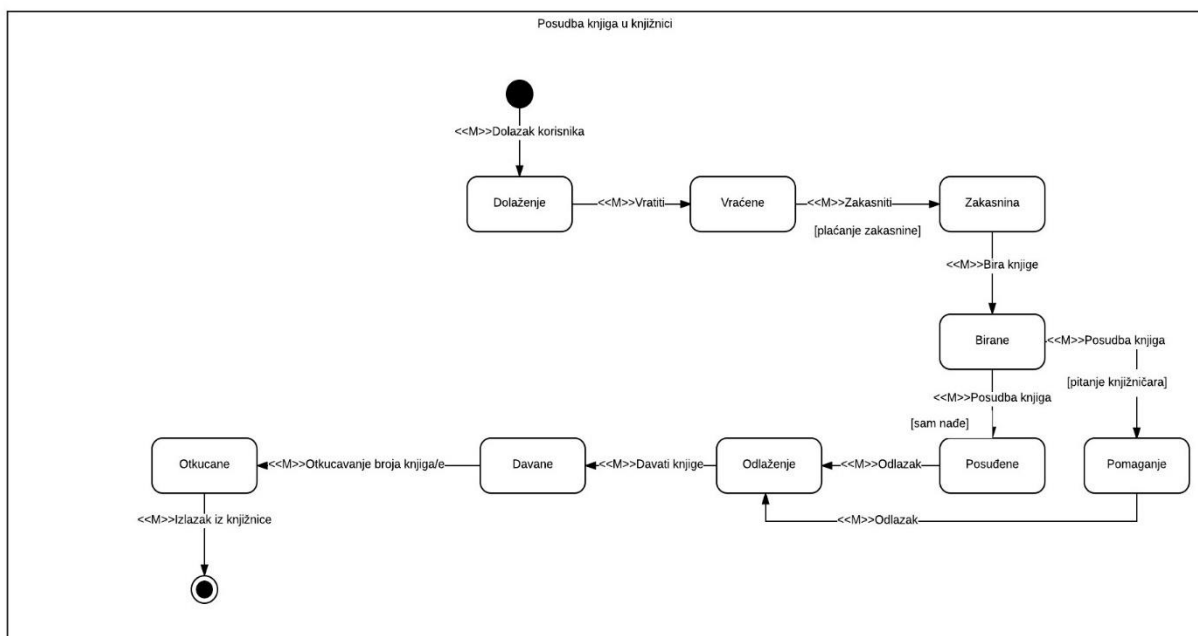 Posudba knjiga u knjižnici
<<M>>Dolazak korisnika
Dolaženje
<<M>>Vratiti
Vraćene
<<M>>Zakasniti
Zakasnina
[plaćanje zakasnine]
<<M>>Bira knjige
Birane
<<M>>Posudba knjiga
[pitanje knjižničara]
<<M>>Posudba knjiga
[sam nađe]
Otkucane
<<M>>Otkucavanje broja knjiga/e
Davane
<<M>>Davati knjige
Odlaženje
<<M>>Odlazak
Posuđene
Pomaganje
<<M>>Izlazak iz knjižnice
<<M>>Odlazak